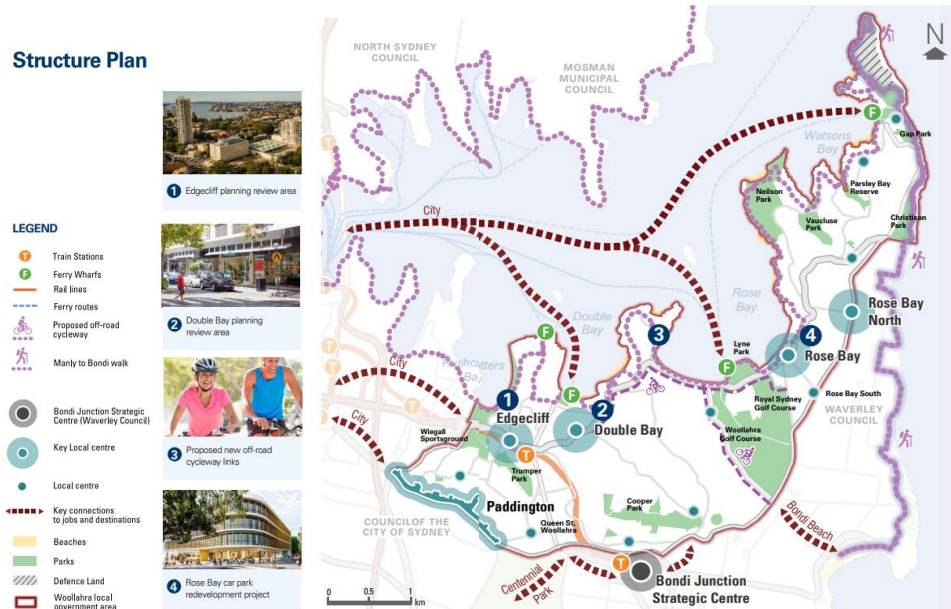 Structure Plan
1 Edgecliff planning review area
LEGEND
T Train Stations
F Ferry Wharfs
Rail lines
Ferry routes
Proposed off-road
cycleway
Manly to Bondi walk
Bondi Junction Strategic
Centre (Waverley Council)
Key Local centre
Local centre
Key connections
to jobs and destinations
Beaches
Parks
Defence Land
Woollahra local
government area
2 Double Bay planning
review area
3 Proposed new off-road
cycleway links
4 Rose Bay car park
redevelopment project
NORTH SYDNEY
COUNCIL
MOSMAN
MUNICIPAL
COUNCIL
N
T
F
Gap Park
Watsons
Bay
Parsley Bay
Reserve
Neilson
Park
Vaucluse
Park
Christison
Park
City
Rose
Bay
Rose Bay
North
Double
Bay
F
3
4
Rose Bay
Lyne
Park
F
Rushcutters
Bay
City
T
T
T
City
1
Edgecliff
F
2
Double Bay
Royal Sydney
Golf Course
Rose Bay South
WAVERLEY
COUNCIL
Woollahra
Golf Course
Wiegall
Sportsground
T
Trumper
Park
Paddington
Cooper
Park
Queen St,
Woollahra
COUNCILOF THE
CITY OF SYDNEY
Bondi Beach
Centennial
Park
T
Bondi Junction
Strategic Centre
0 0.5 1
km